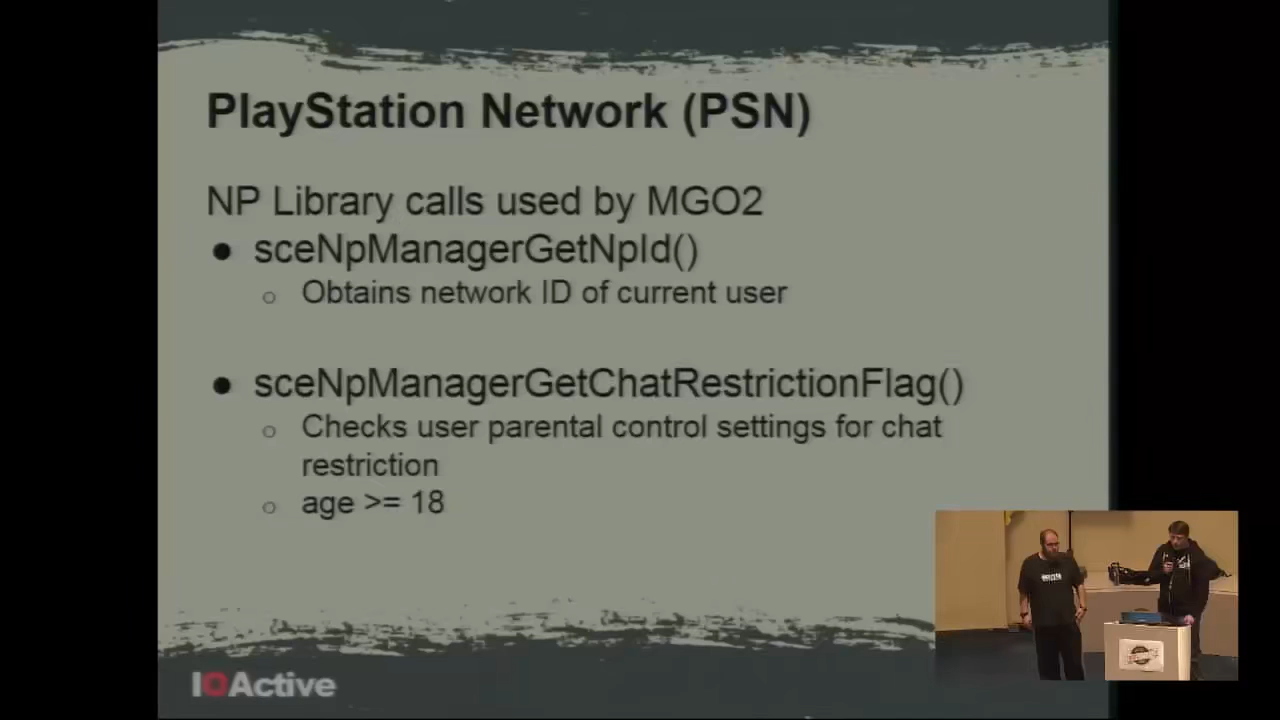 PlayStation Network (PSN)
NP Library calls used by MGO2
● sceNpManagerGetNpId()
○ Obtains network ID of current user
● sceNpManagerGetChatRestrictionFlag()
○ Checks user parental control settings for chat
restriction
○ age >= 18
IOActive